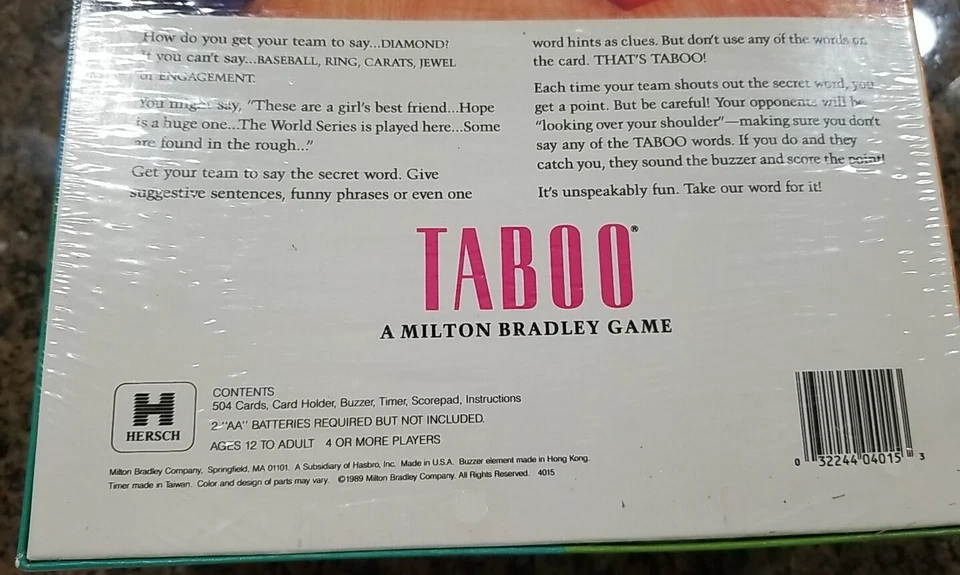 How do you get your team to say...DIAMOND?
If you can't say...BASEBALL, RING, CARATS, JEWEL
or ENGAGEMENT.
You might say, "These are a girl's best friend...Hope
is a huge one...The World Series is played here...Some
are found in the rough..."
Get your team to say the secret word. Give
suggestive sentences, funny phrases or even one
word hints as clues. But don't use any of the words on
the card. THAT'S TABOO!
Each time your team shouts out the secret word, you
get a point. But be careful! Your opponents will be
"looking over your shoulder"—making sure you don't
say any of the TABOO words. If you do and they
catch you, they sound the buzzer and score the point!
It's unspeakably fun. Take our word for it!
TABOO®
A MILTON BRADLEY GAME
H
HERSCH
CONTENTS
504 Cards, Card Holder, Buzzer, Timer, Scorepad, Instructions
2 "AA" BATTERIES REQUIRED BUT NOT INCLUDED.
AGES 12 TO ADULT 4 OR MORE PLAYERS
Milton Bradley Company, Springfield, MA 01101. A Subsidiary of Hasbro, Inc. Made in U.S.A. Buzzer element made in Hong Kong.
Timer made in Taiwan. Color and design of parts may vary. ©1989 Milton Bradley Company. All Rights Reserved. 4015
0 32244 04015 3